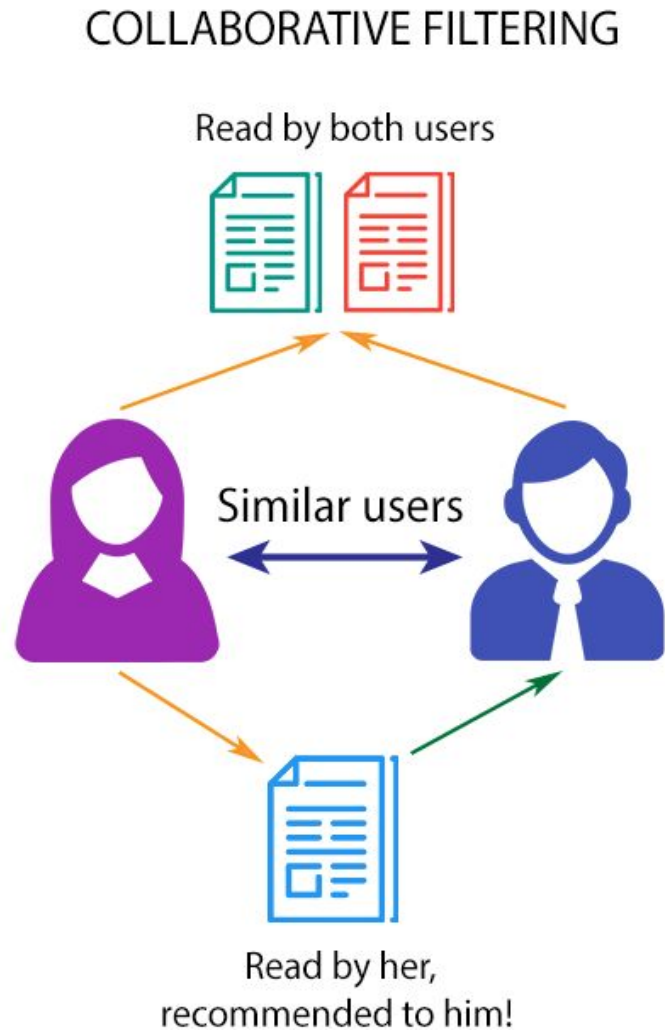 COLLABORATIVE FILTERING
Read by both users
Similar users
Read by her,
recommended to him!